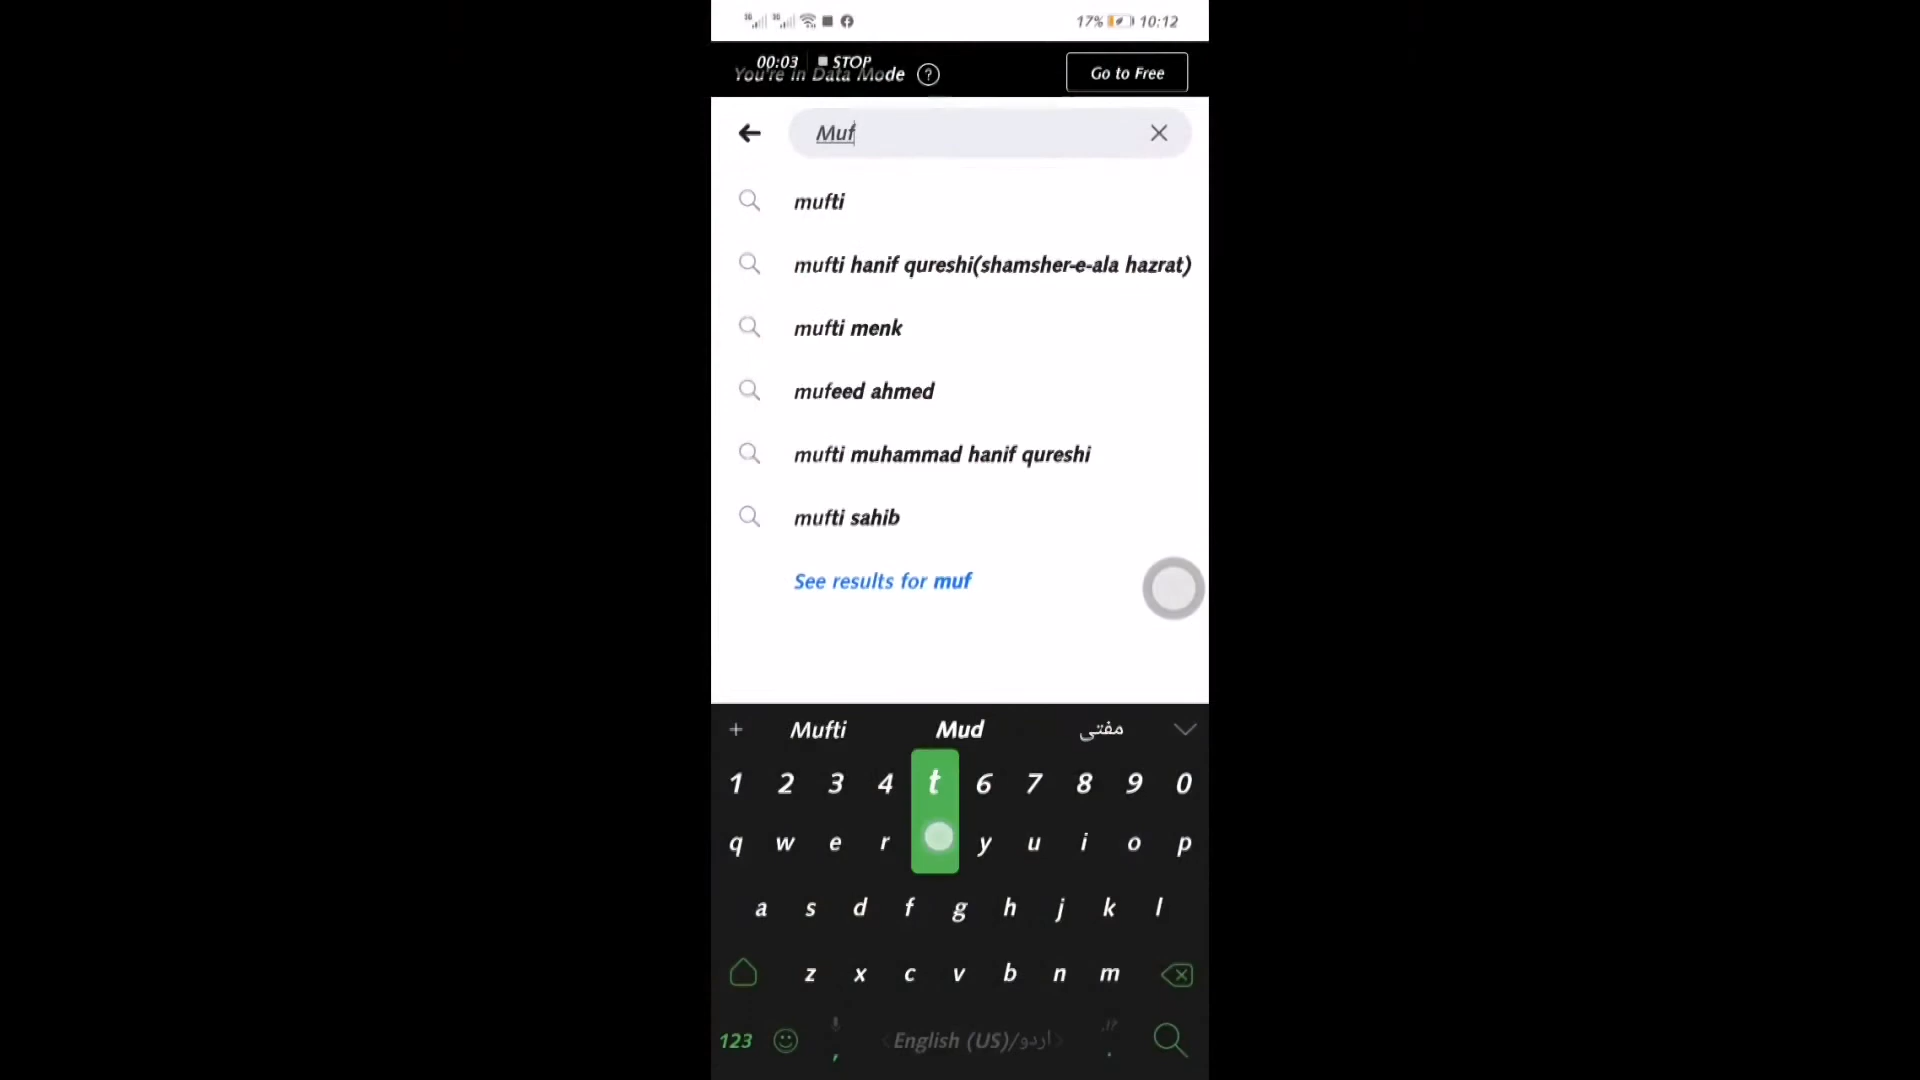 17% 10:12
00:03 STOP
You're in Data Mode ? Go to Free
Muf
mufti
mufti hanif qureshi(shamsher-e-ala hazrat)
mufti menk
mufeed ahmed
mufti muhammad hanif qureshi
mufti sahib
See results for muf
+ Mufti Mud مفتی
1 2 3 4 t 6 7 8 9 0
q w e r y u i o p
a s d f g h j k l
z x c v b n m
123 , English (US)/اردو .,!?